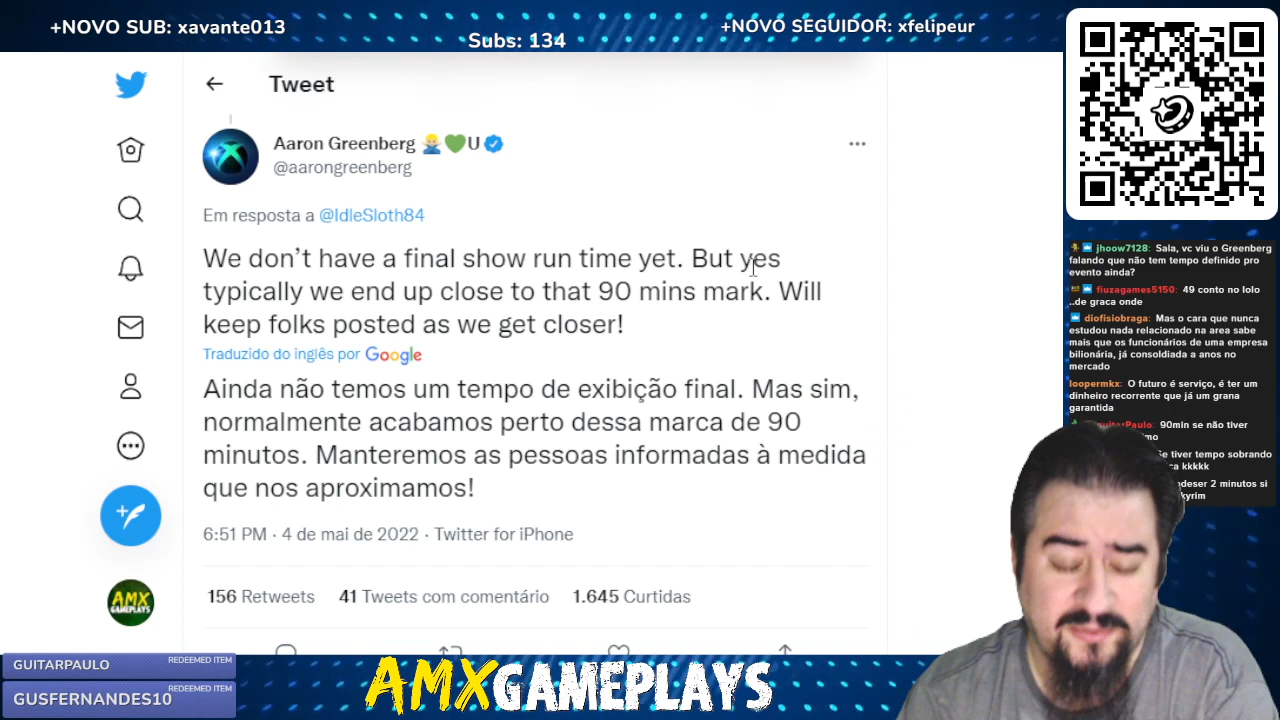 +NOVO SUB: xavante013
Subs: 134
+NOVO SEGUIDOR: xfelipeur
Tweet
Aaron Greenberg 🙍🏼‍♂️💚U
@aarongreenberg
Em resposta a @IdleSloth84
We don’t have a final show run time yet. But yes
typically we end up close to that 90 mins mark. Will
keep folks posted as we get closer!
Traduzido do inglês por Google
Ainda não temos um tempo de exibição final. Mas sim,
normalmente acabamos perto dessa marca de 90
minutos. Manteremos as pessoas informadas à medida
que nos aproximamos!
6:51 PM · 4 de mai de 2022 · Twitter for iPhone
156 Retweets 41 Tweets com comentário 1.645 Curtidas
jhoow7128: Sala, vc viu o Greenberg
falando que não tem tempo definido pro
evento ainda?
fiuzagames5150: 49 conto no lolo
..de graca onde
diofisiobraga: Mas o cara que nunca
estudou nada relacionado na area sabe
mais que os funcionários de uma empresa
bilionária, já consolidada a anos no
mercado
loopermkx: O futuro é serviço, é ter um
dinheiro recorrente que já um grana
garantida
90min se não tiver
tiver tempo sobrando
kkkkk
2 minutos si
AMX
GAMEPLAYS
GUITARPAULO REDEEMED ITEM
GUSFERNANDES10 REDEEMED ITEM
AMXGAMEPLAYS